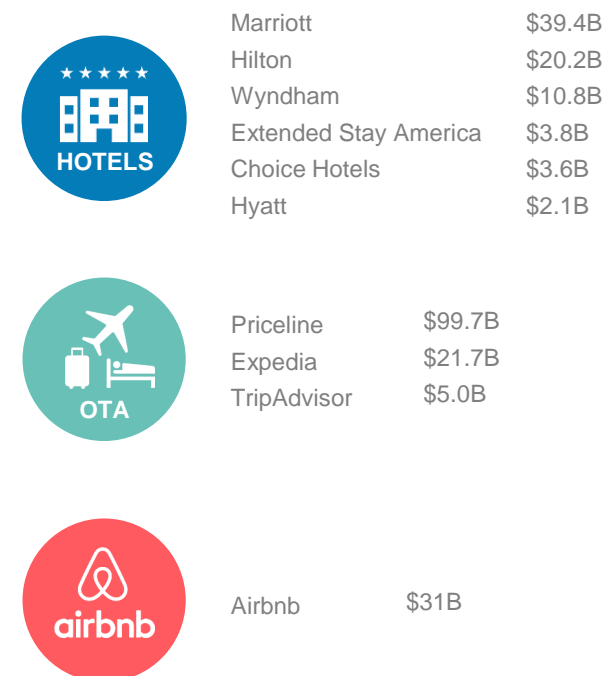 HOTELS
Marriott $39.4B
Hilton $20.2B
Wyndham $10.8B
Extended Stay America $3.8B
Choice Hotels $3.6B
Hyatt $2.1B
OTA
Priceline $99.7B
Expedia $21.7B
TripAdvisor $5.0B
airbnb
Airbnb $31B